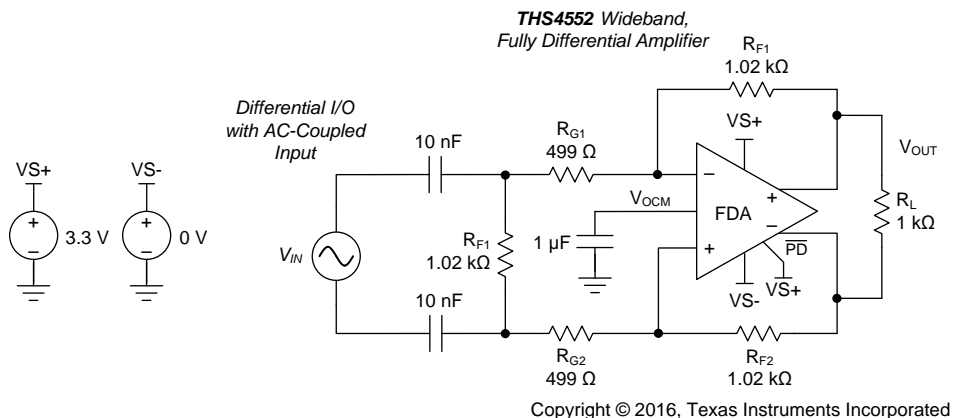 THS4552 Wideband,
Fully Differential Amplifier
RF1
1.02 kΩ
Differential I/O
with AC-Coupled
Input
10 nF
RG1
499 Ω
VS+
VS+
VS-
VOUT
+
−
3.3 V
+
−
0 V
VIN
RF1
1.02 kΩ
VOCM
1 µF
−
+
FDA
+
−
PD
RL
1 kΩ
10 nF
VS-
VS+
RG2
499 Ω
RF2
1.02 kΩ
Copyright © 2016, Texas Instruments Incorporated